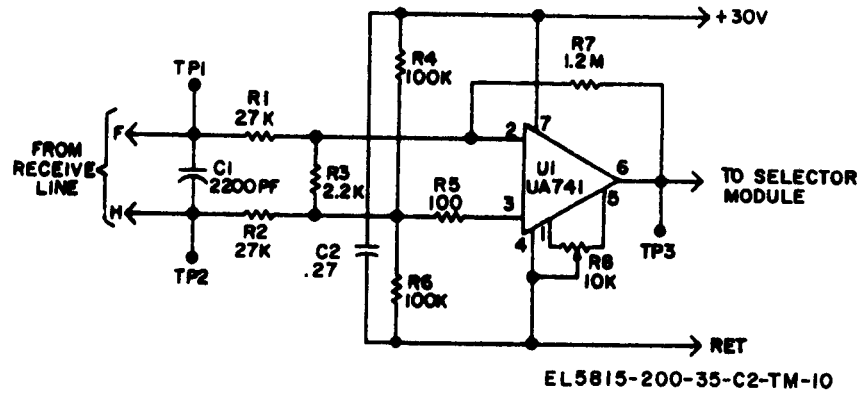 +30V
R4
100K
R7
1.2M
TP1
R1
27K
F
FROM
RECEIVE
LINE
C1
2200PF
R3
2.2K
H
R2
27K
TP2
R5
100
C2
.27
R6
100K
2
3
7
U1
UA741
6
5
4
1
R8
10K
TO SELECTOR
MODULE
TP3
RET
EL5815-200-35-C2-TM-10